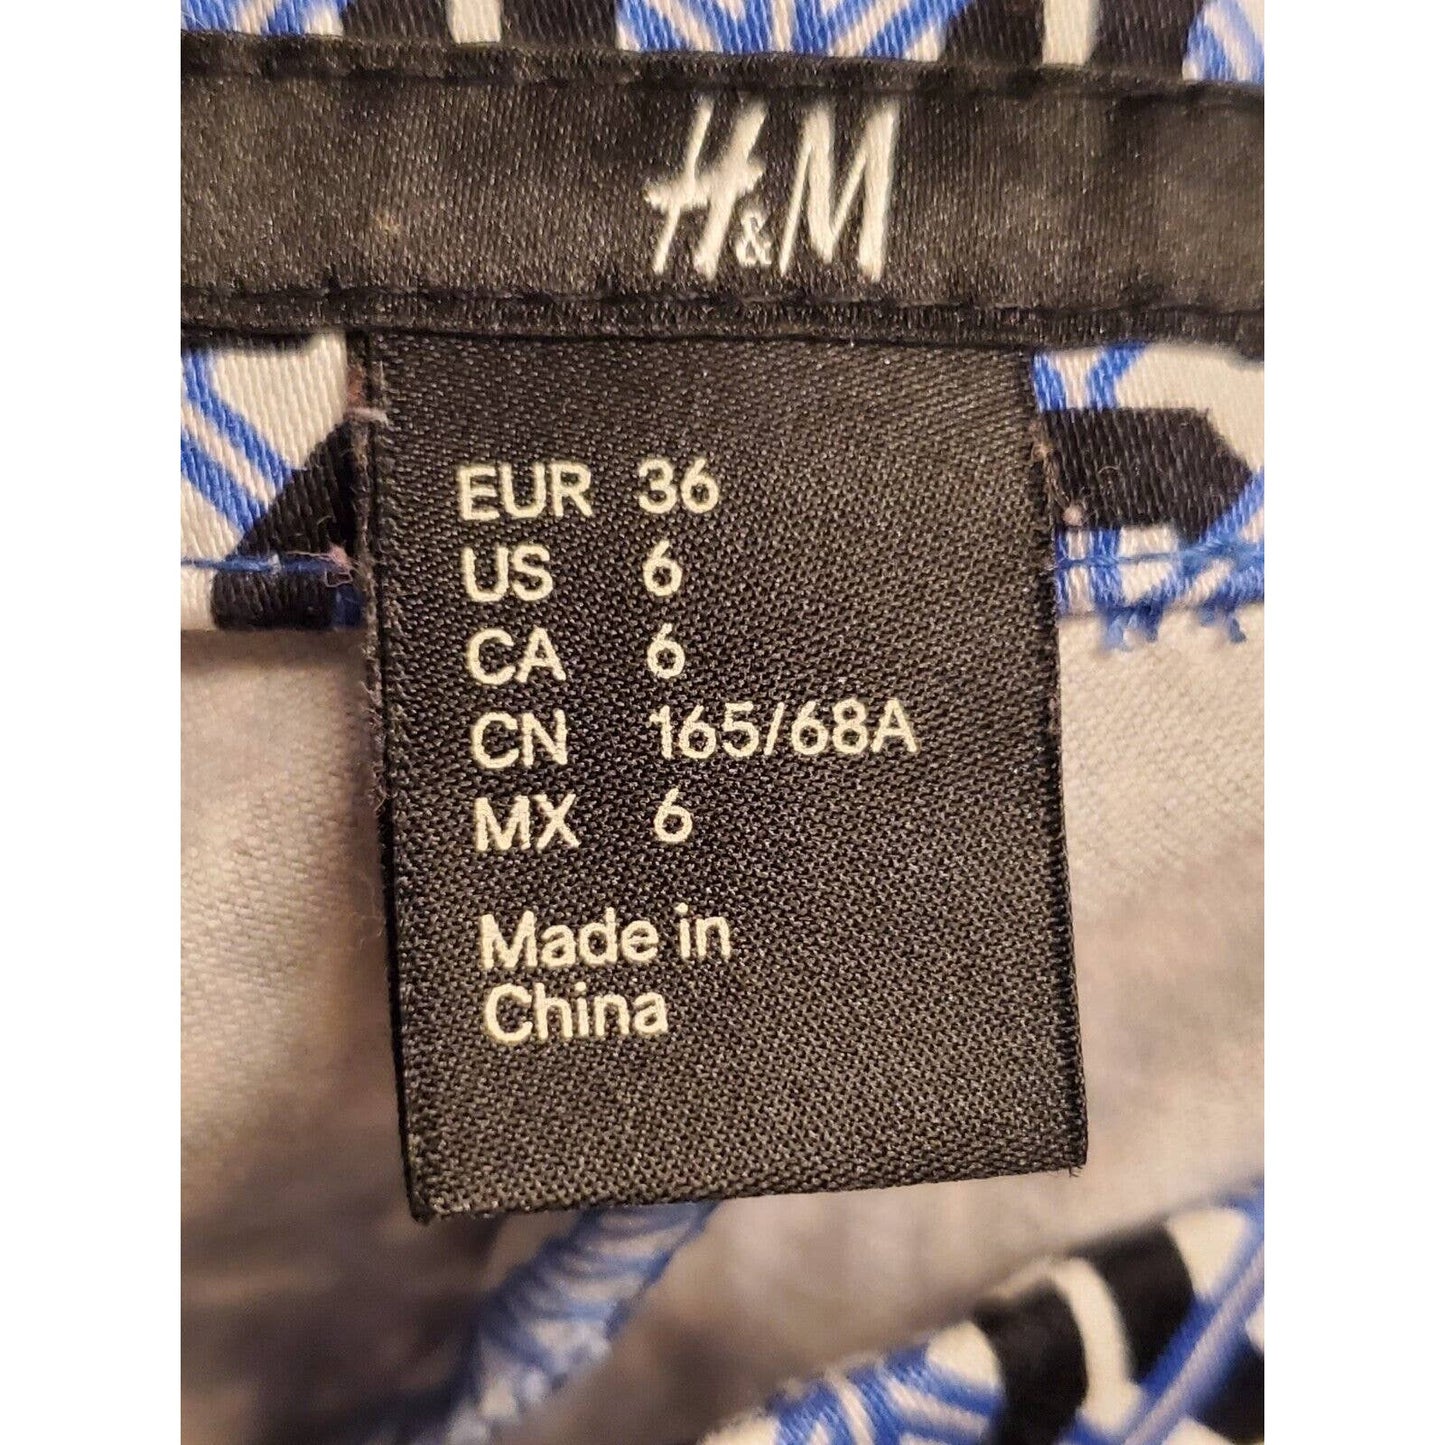 H&M
EUR 36
US 6
CA 6
CN 165/68A
MX 6
Made in
China